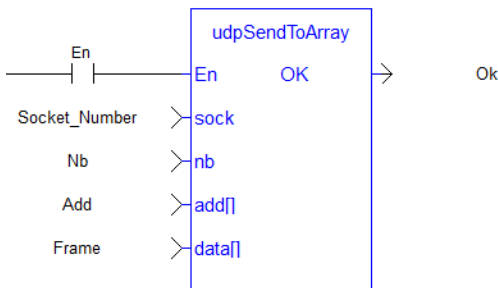 udpSendToArray
En
En OK Ok
Socket_Number sock
Nb nb
Add add[]
Frame data[]